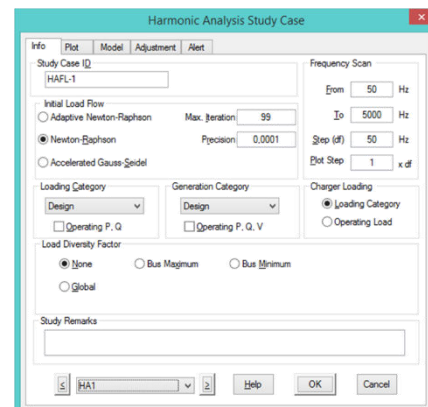 Harmonic Analysis Study Case
x
Info Plot Model Adjustment Alert
Study Case ID
HAFL-1
Frequency Scan
From 50 Hz
To 5000 Hz
Step (df) 50 Hz
Plot Step 1 x df
Initial Load Flow
Adaptive Newton-Raphson Max. Iteration 99
Newton-Raphson Precision 0,0001
Accelerated Gauss-Seidel
Loading Category
Design
Operating P, Q
Generation Category
Design
Operating P, Q, V
Charger Loading
Loading Category
Operating Load
Load Diversity Factor
None Bus Maximum Bus Minimum
Global
Study Remarks
< HA1 > Help OK Cancel